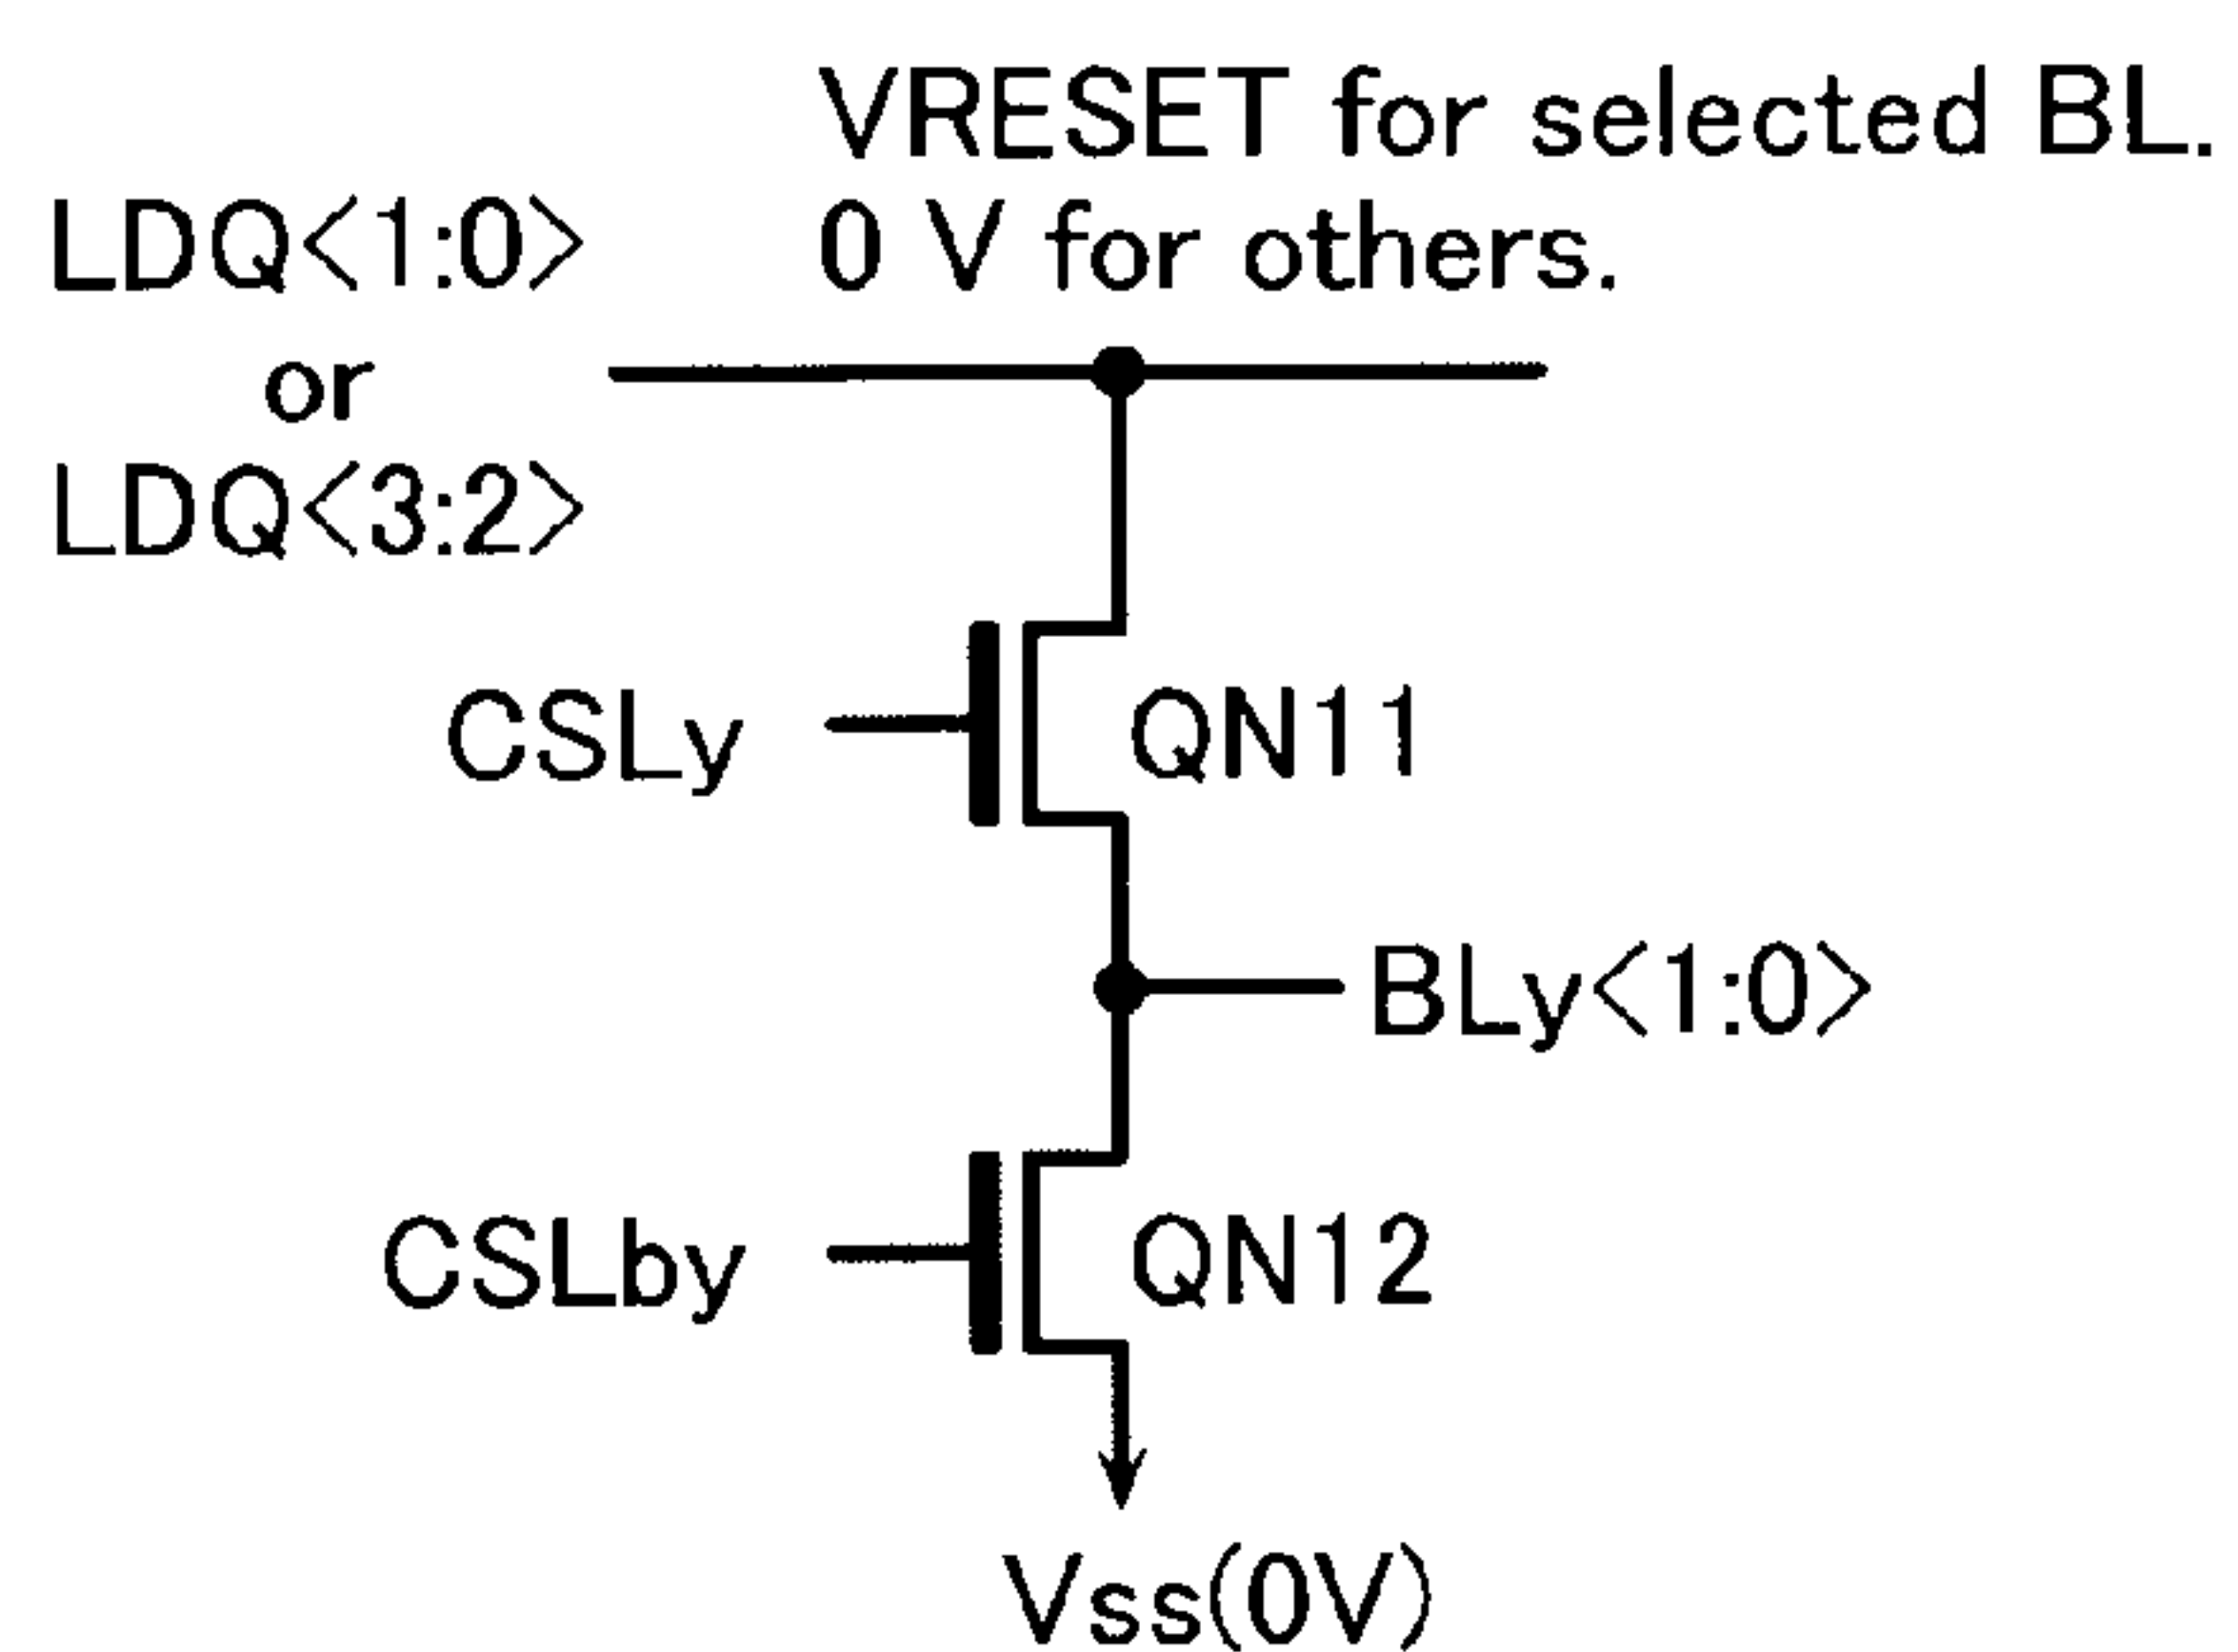 VRESET for selected BL.
0 V for others.
LDQ<1:0>
or
LDQ<3:2>
CSLy
QN11
BLy<1:0>
CSLby
QN12
Vss(0V)